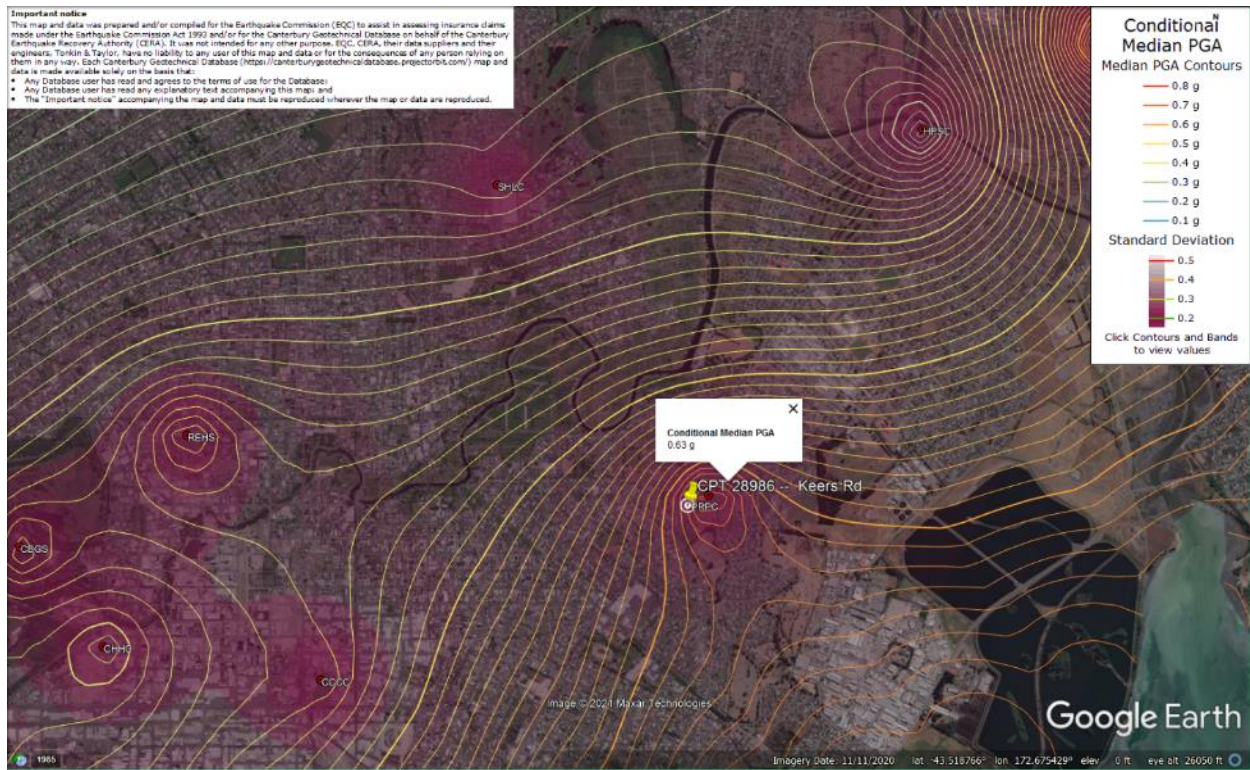 Important notice
This map and data was prepared and/or compiled for the Earthquake Commission (EQC) to assist in assessing insurance claims
made under the Earthquake Commission Act 1993 and/or for the Canterbury Geotechnical Database on behalf of the Canterbury
Earthquake Recovery Authority (CERA). It was not intended for any other purpose. EQC, CERA, their data suppliers and their
engineers, Tonkin & Taylor, have no liability to any user of this map and data or for the consequences of any person relying on
them in any way. Each Canterbury Geotechnical Database (https://canterburygeotechnicaldatabase.projectorbit.com/) map and
data is made available solely on the basis that:
• Any Database user has read and agrees to the terms of use for the Database;
• Any Database user has read any explanatory text accompanying this map; and
• The "Important notice" accompanying the map and data must be reproduced wherever the map or data are reproduced.
N
Conditional
Median PGA
Median PGA Contours
0.8 g
0.7 g
0.6 g
0.5 g
0.4 g
0.3 g
0.2 g
0.1 g
Standard Deviation
0.5
0.4
0.3
0.2
Click Contours and Bands
to view values
HPSC
SHLC
REHS
Conditional Median PGA
0.63 g
CPT 28986 -- Keers Rd
PRPC
CBGS
CHHC
CCCC
Image © 2021 Maxar Technologies
Google Earth
1985
Imagery Date: 11/11/2020 lat -43.518766° lon 172.675429° elev 0 ft eye alt 26050 ft